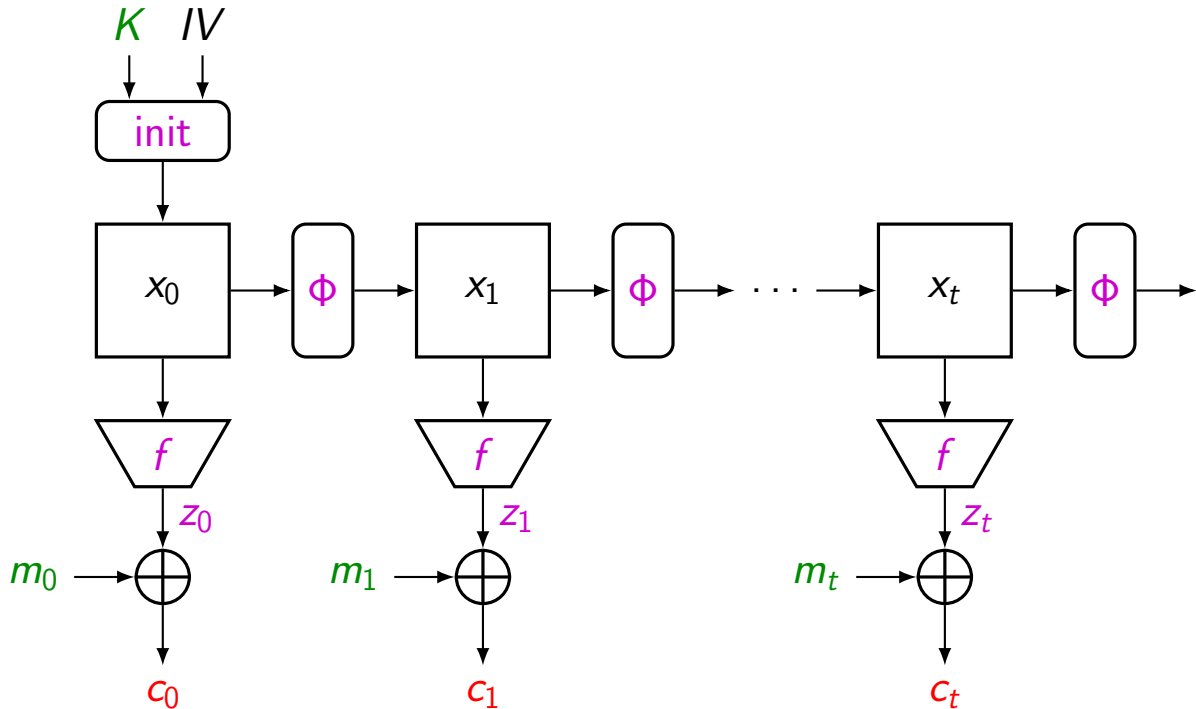 K IV
init
x₀ Φ x₁ Φ · · · xₜ Φ
f f f
z₀ z₁ zₜ
m₀ m₁ mₜ
c₀ c₁ cₜ